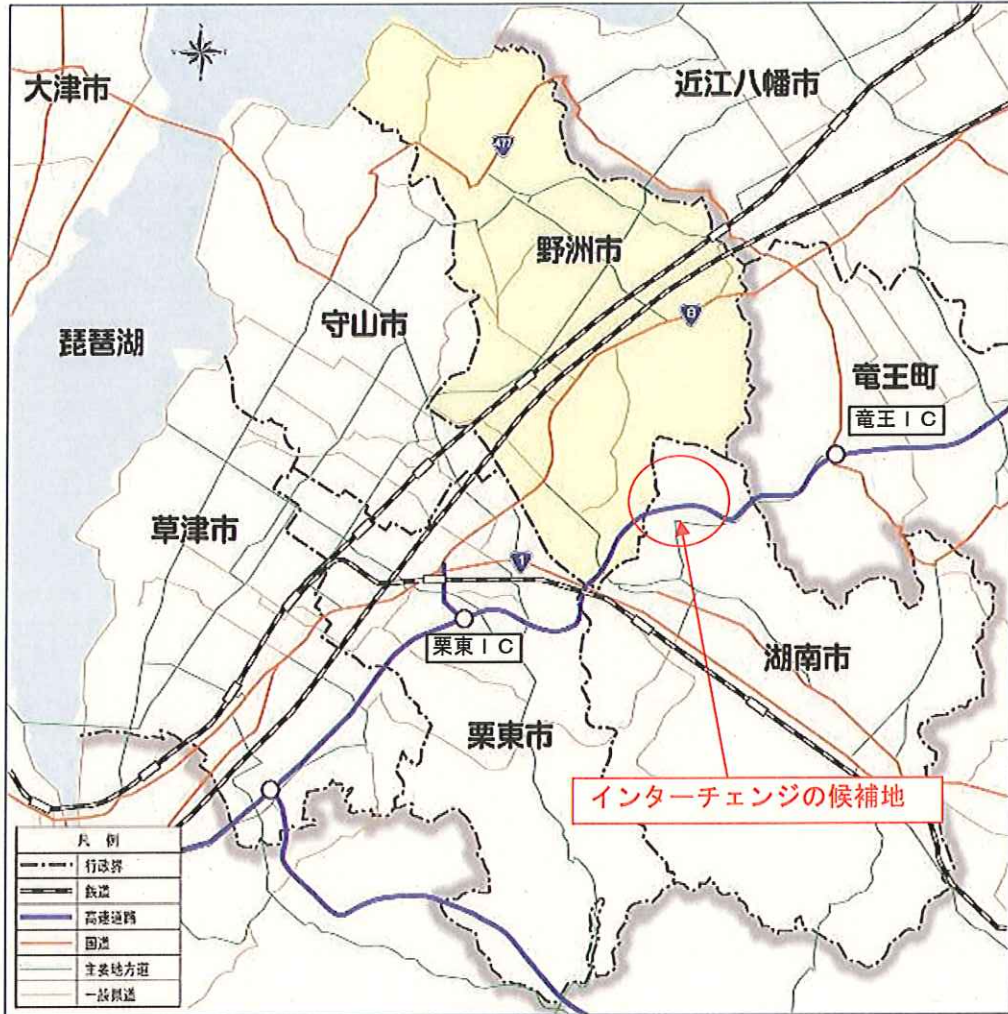 大津市
近江八幡市
477
野洲市
琵琶湖
守山市
8
竜王町
竜王IC
草津市
1
栗東IC
湖南市
栗東市
インターチェンジの候補地
凡 例
行政界
鉄道
高速道路
国道
主要地方道
一般県道